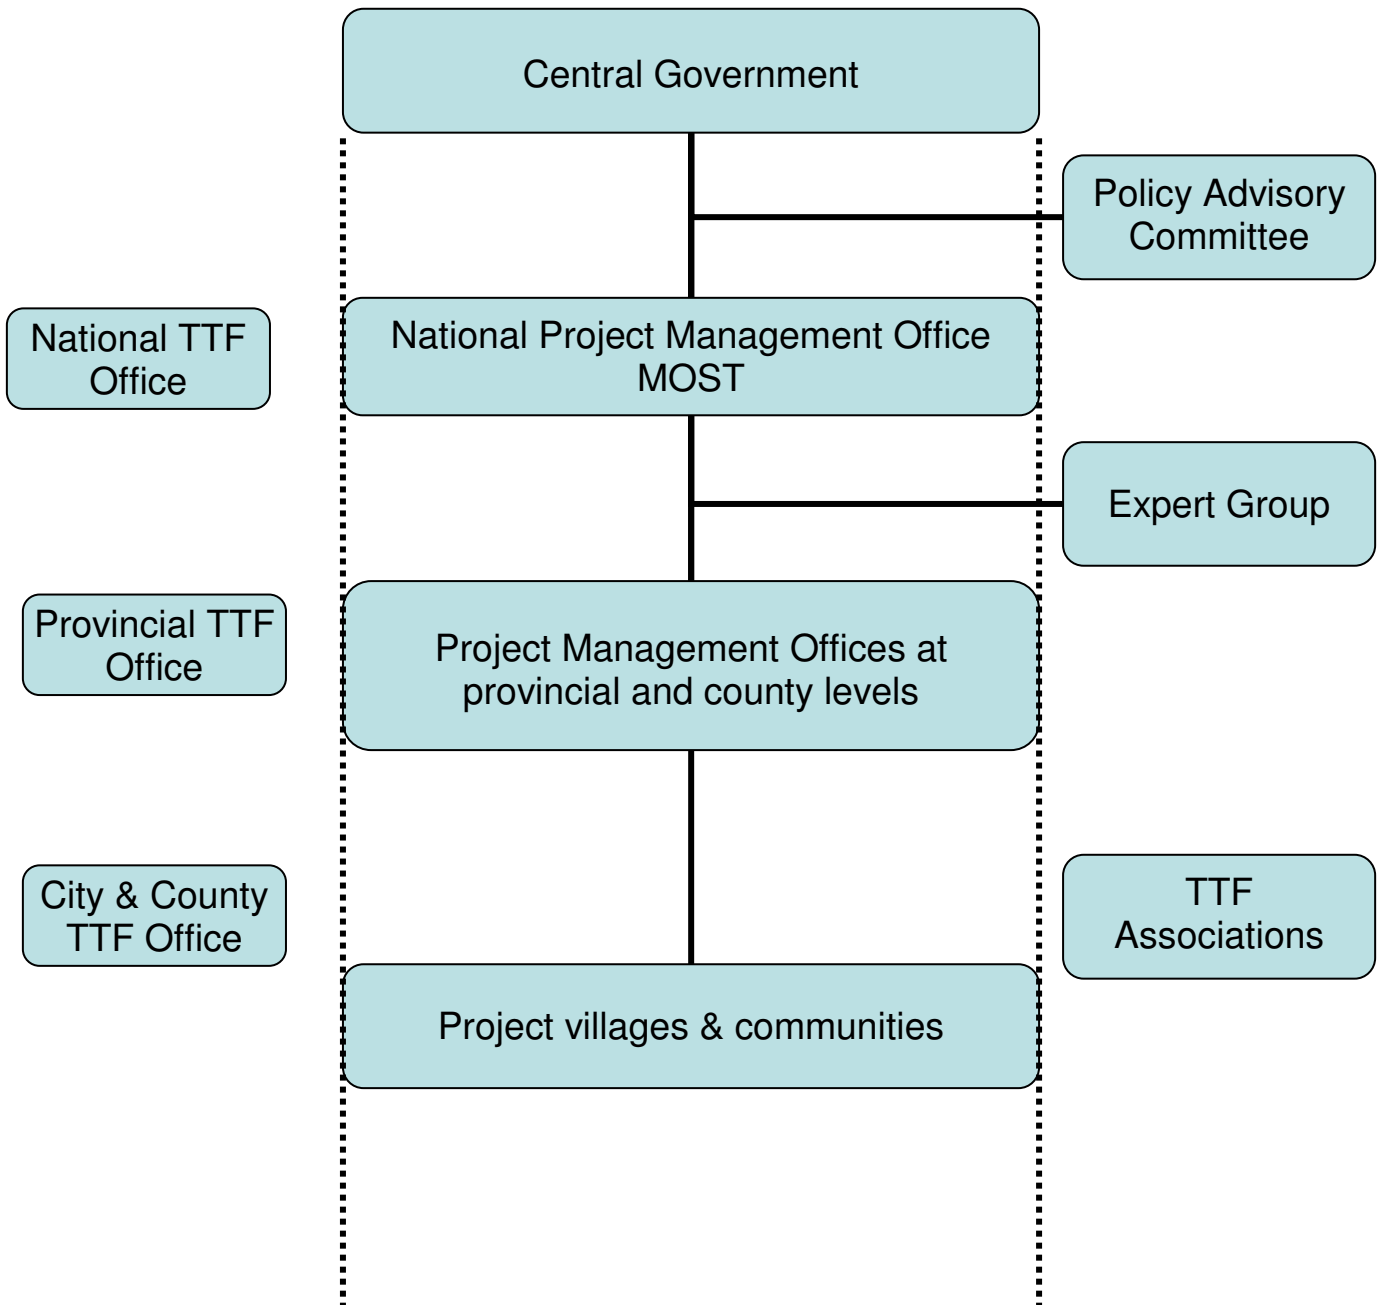 Central Government
Policy Advisory
Committee
National TTF
Office
National Project Management Office
MOST
Expert Group
Provincial TTF
Office
Project Management Offices at
provincial and county levels
City & County
TTF Office
TTF
Associations
Project villages & communities